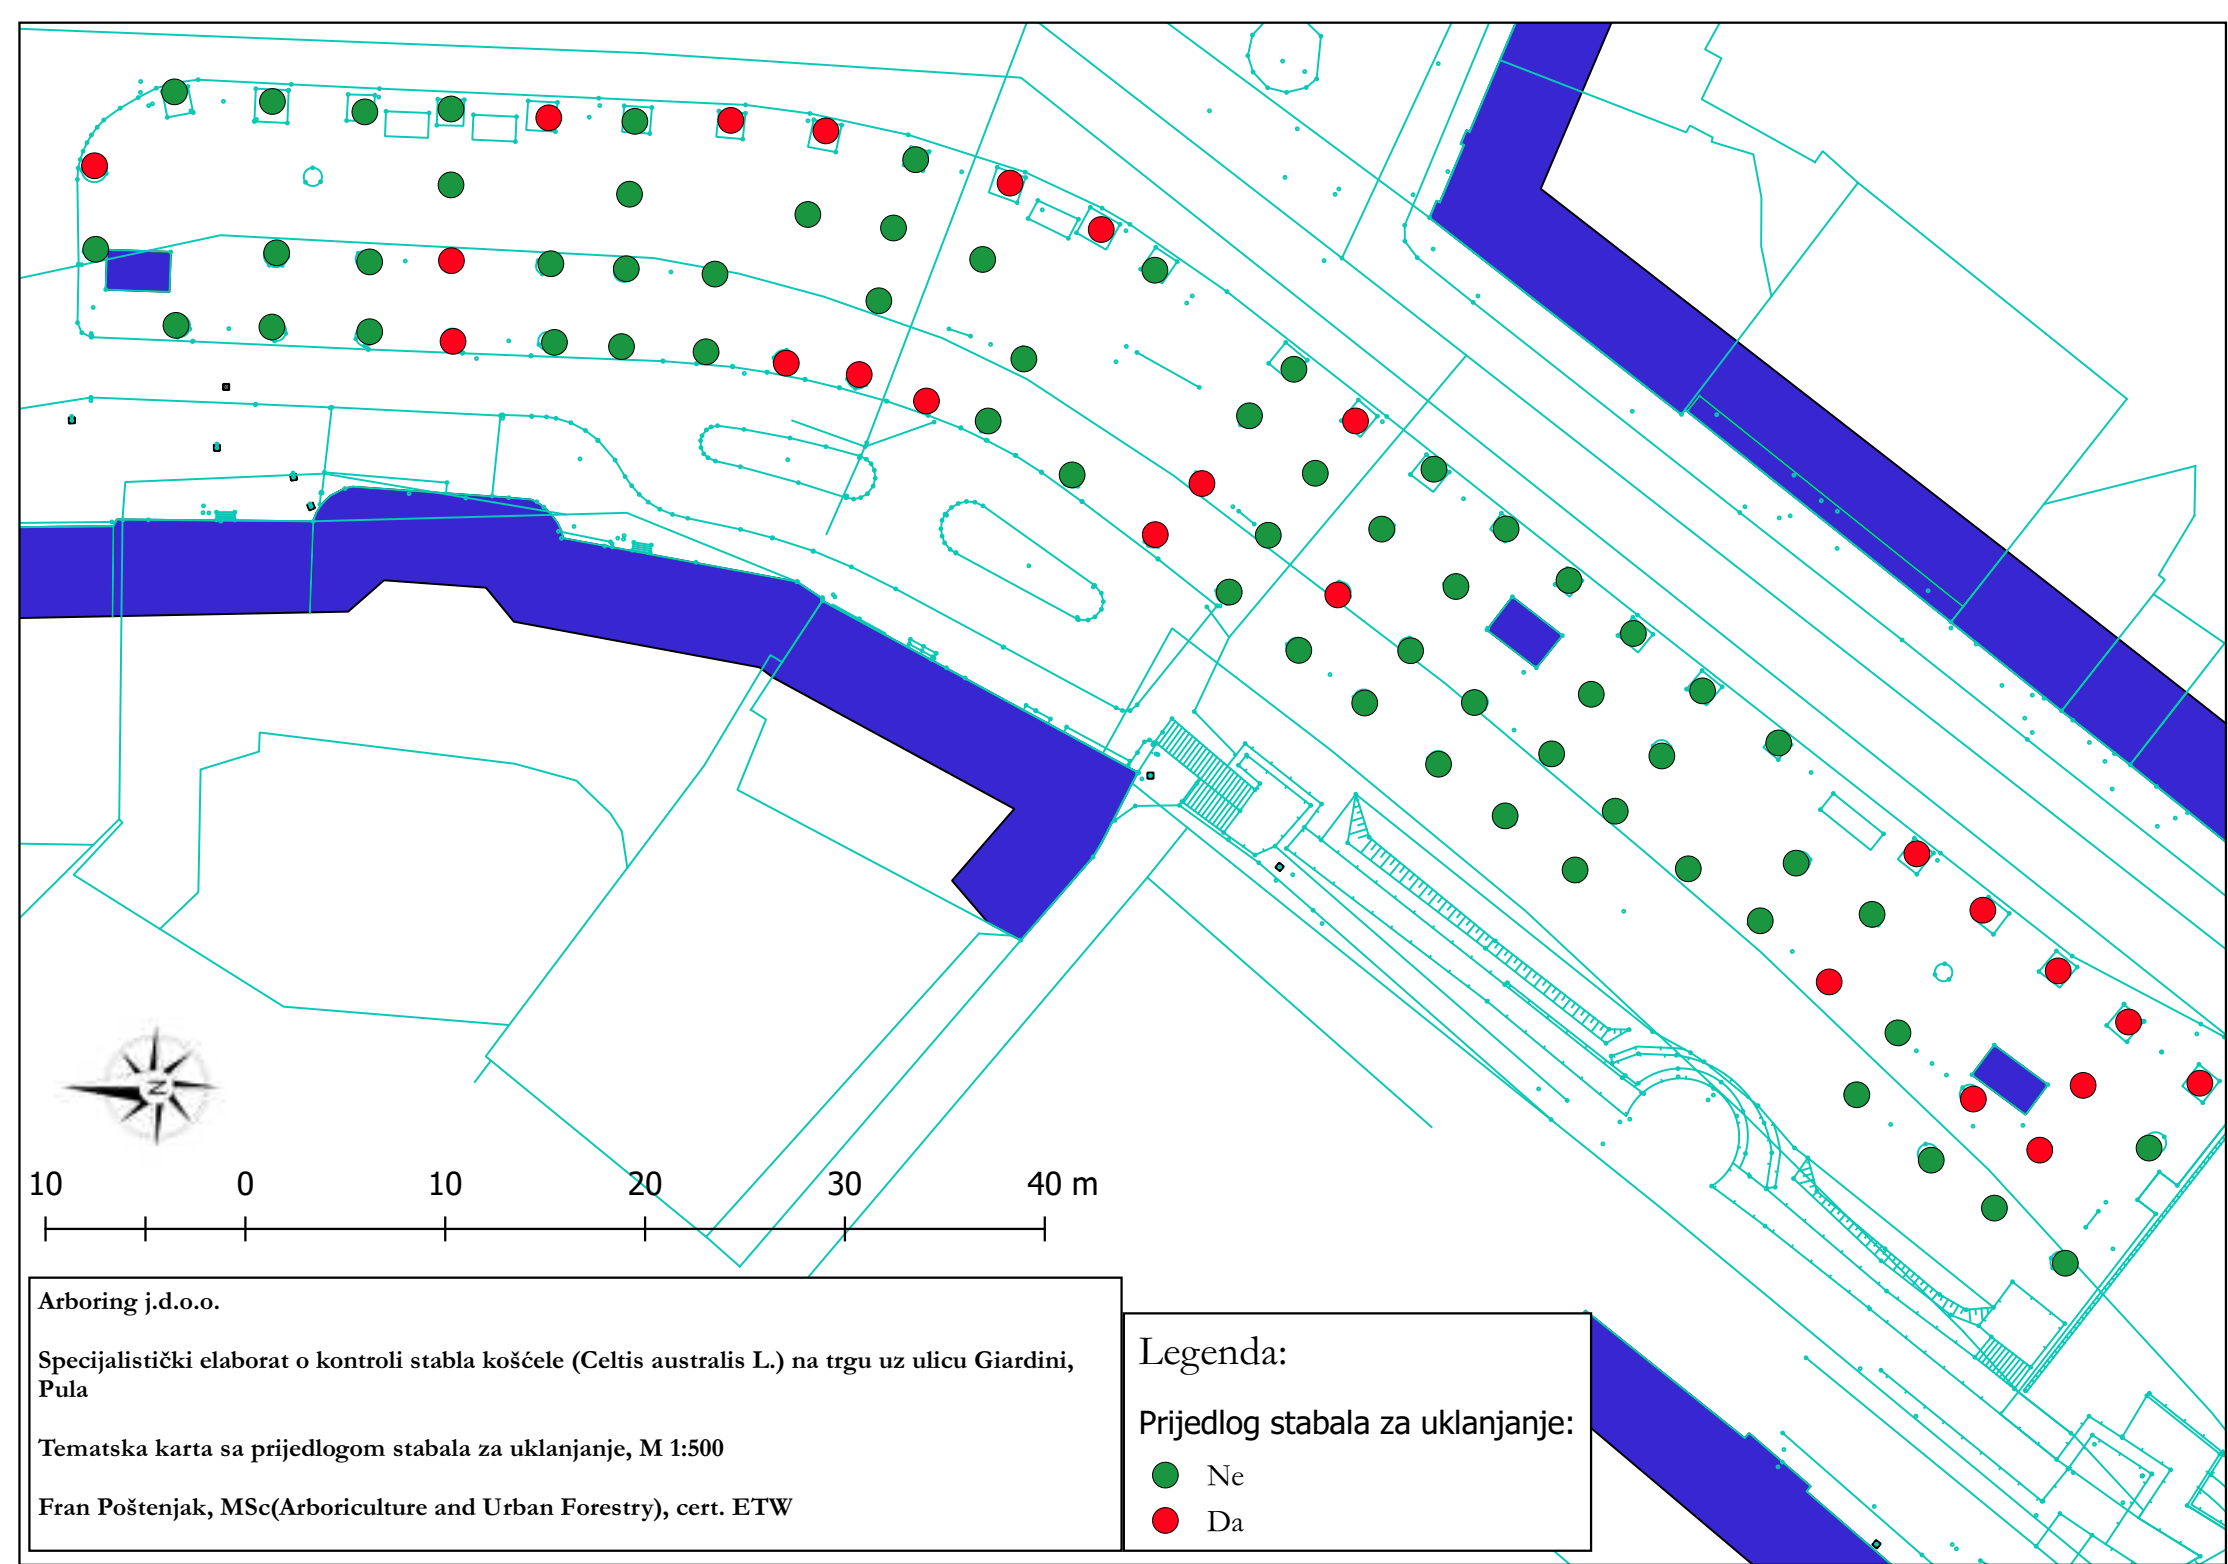 N
10 0 10 20 30 40 m
Arboring j.d.o.o.
Specijalistički elaborat o kontroli stabla košćele (Celtis australis L.) na trgu uz ulicu Giardini,
Pula
Tematska karta sa prijedlogom stabala za uklanjanje, M 1:500
Fran Poštenjak, MSc(Arboriculture and Urban Forestry), cert. ETW
Legenda:
Prijedlog stabala za uklanjanje:
Ne
Da